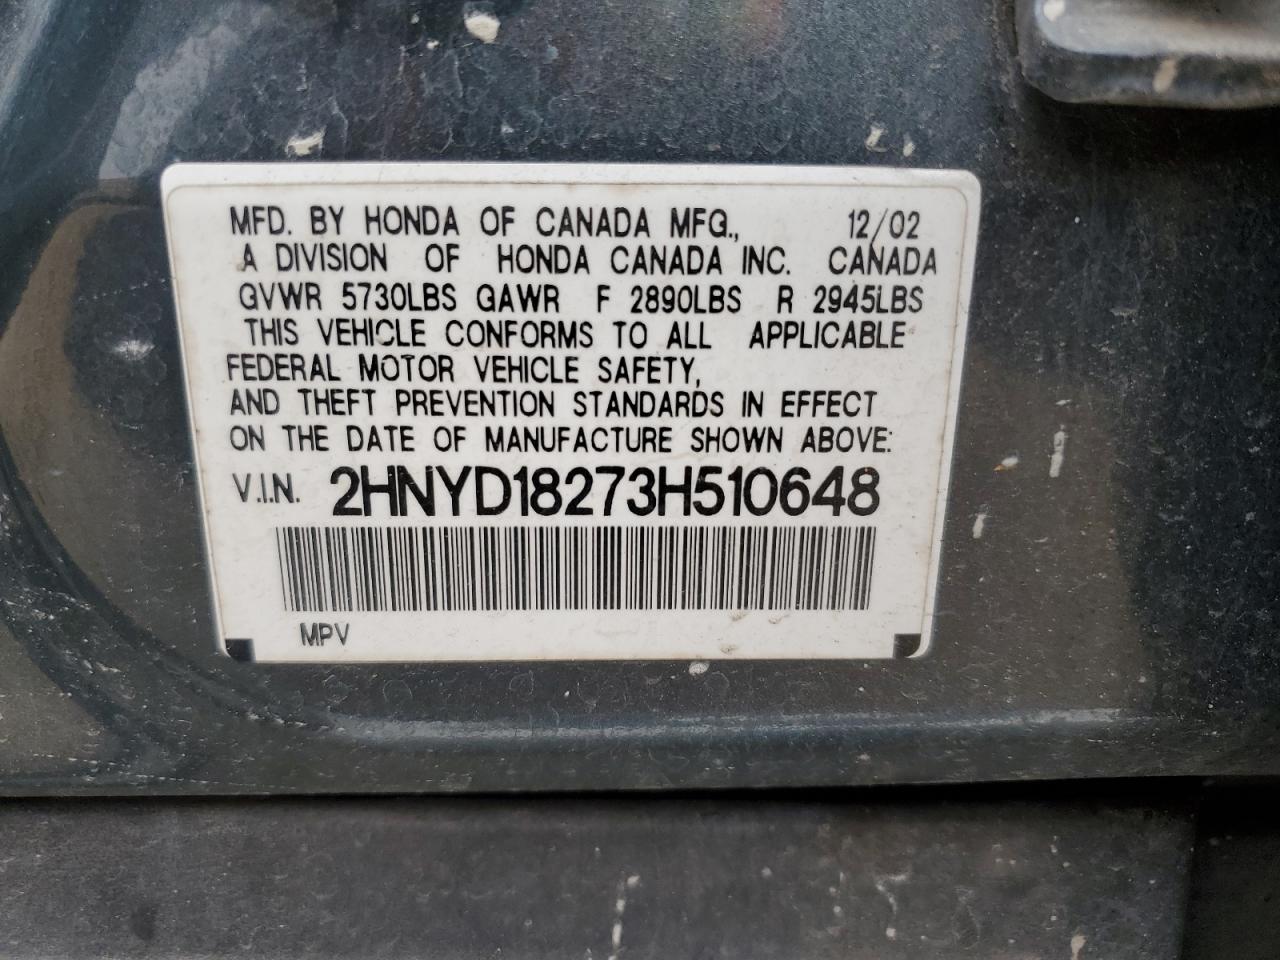 MFD. BY HONDA OF CANADA MFG., 12/02
A DIVISION OF HONDA CANADA INC. CANADA
GVWR 5730LBS GAWR F 2890LBS R 2945LBS
THIS VEHICLE CONFORMS TO ALL APPLICABLE
FEDERAL MOTOR VEHICLE SAFETY,
AND THEFT PREVENTION STANDARDS IN EFFECT
ON THE DATE OF MANUFACTURE SHOWN ABOVE:
V.I.N. 2HNYD18273H510648
MPV